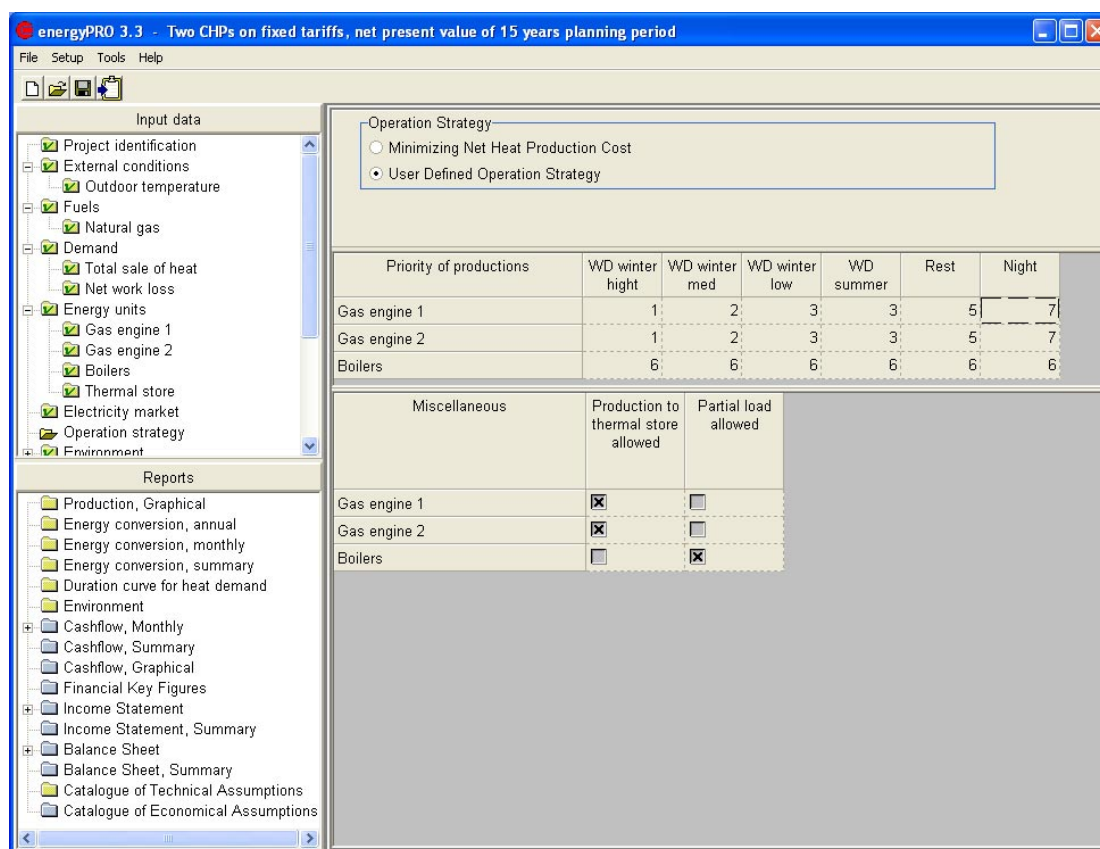 energyPRO 3.3 - Two CHPs on fixed tariffs, net present value of 15 years planning period
File Setup Tools Help
Input data
Project identification
External conditions
Outdoor temperature
Fuels
Natural gas
Demand
Total sale of heat
Net work loss
Energy units
Gas engine 1
Gas engine 2
Boilers
Thermal store
Electricity market
Operation strategy
Environment
Reports
Production, Graphical
Energy conversion, annual
Energy conversion, monthly
Energy conversion, summary
Duration curve for heat demand
Environment
Cashflow, Monthly
Cashflow, Summary
Cashflow, Graphical
Financial Key Figures
Income Statement
Income Statement, Summary
Balance Sheet
Balance Sheet, Summary
Catalogue of Technical Assumptions
Catalogue of Economical Assumptions
Operation Strategy
Minimizing Net Heat Production Cost
User Defined Operation Strategy
Priority of productions WD winter WD winter WD winter WD Rest Night
hight med low summer
Gas engine 1 1 2 3 3 5 7
Gas engine 2 1 2 3 3 5 7
Boilers 6 6 6 6 6 6
Miscellaneous Production to Partial load
thermal store allowed
allowed
Gas engine 1
Gas engine 2
Boilers